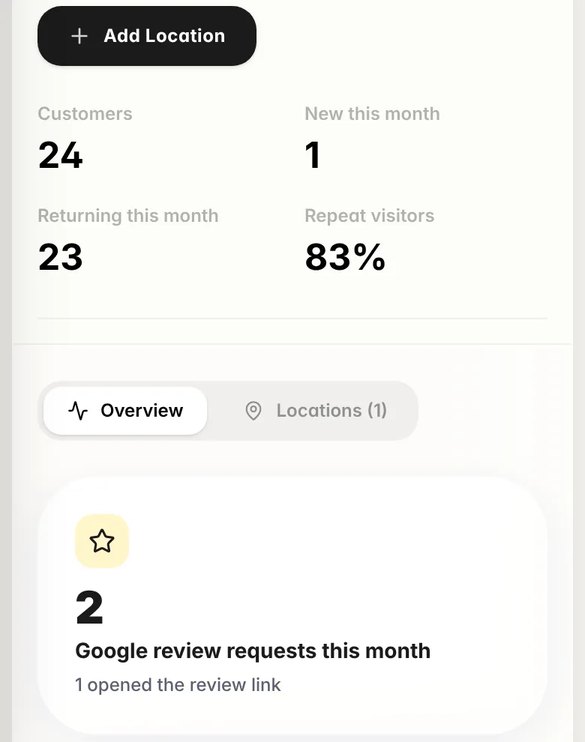 Add Location
Customers
New this month
24
1
Returning this month
Repeat visitors
23
83%
Overview
Locations (1)
2
Google review requests this month
1 opened the review link